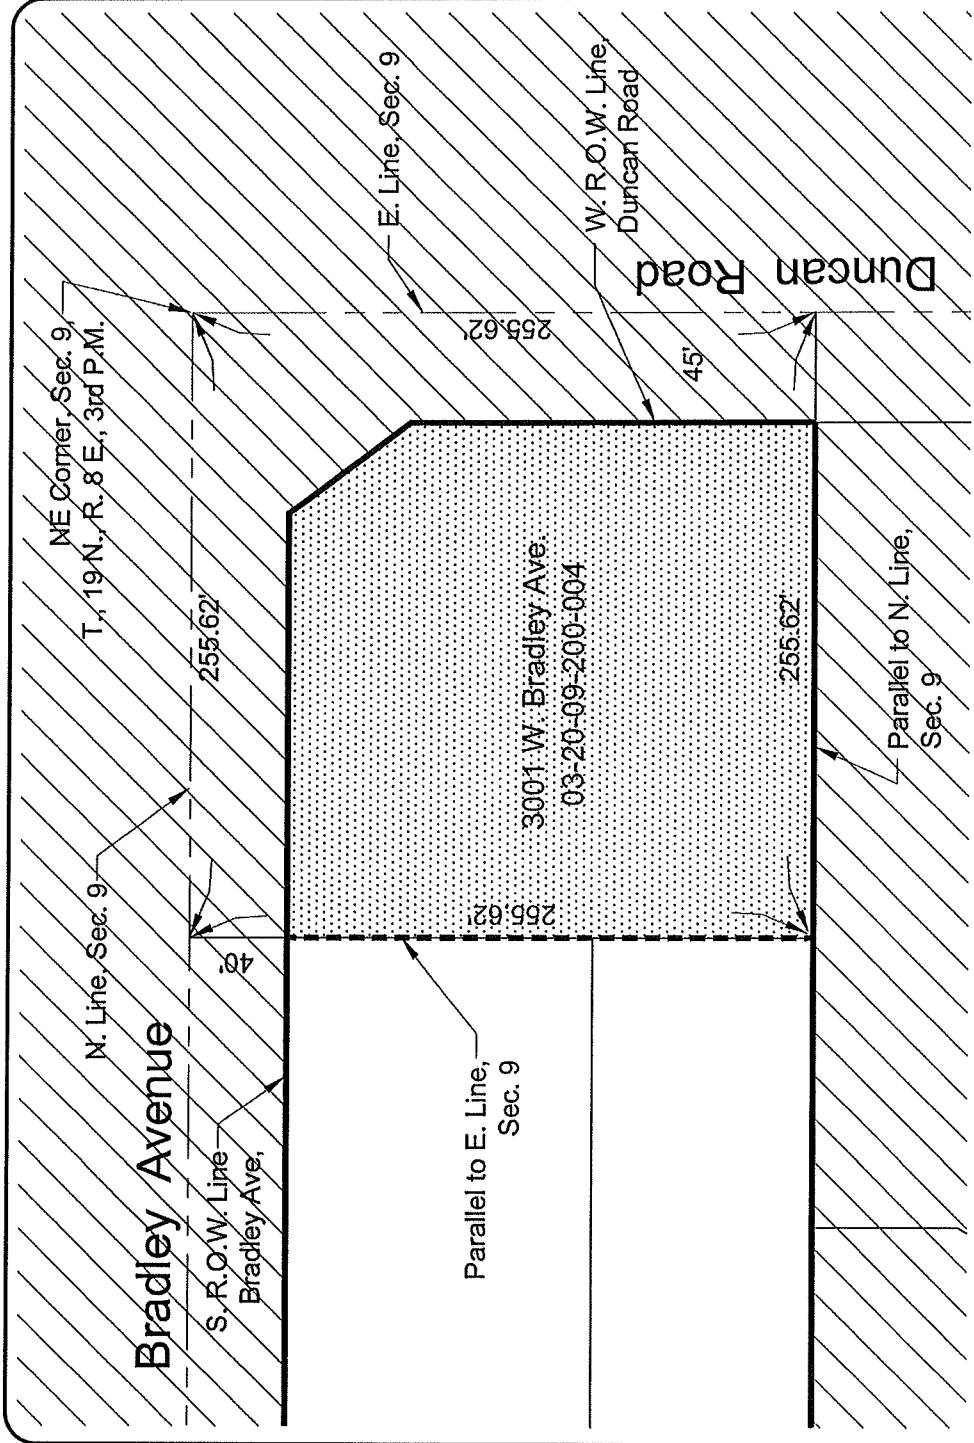 NE Corner, Sec. 9,
T. 19 N., R. 8 E., 3rd P.M.
N. Line, Sec. 9
255.62'
E. Line, Sec. 9
Bradley Avenue
40'
S. R.O.W. Line
Bradley Ave,
255.62'
W. R.O.W. Line,
Duncan Road
Duncan Road
45'
3001 W. Bradley Ave.
03-20-09-200-004
255.62'
Parallel to E. Line,
Sec. 9
255.62'
Parallel to N. Line,
Sec. 9